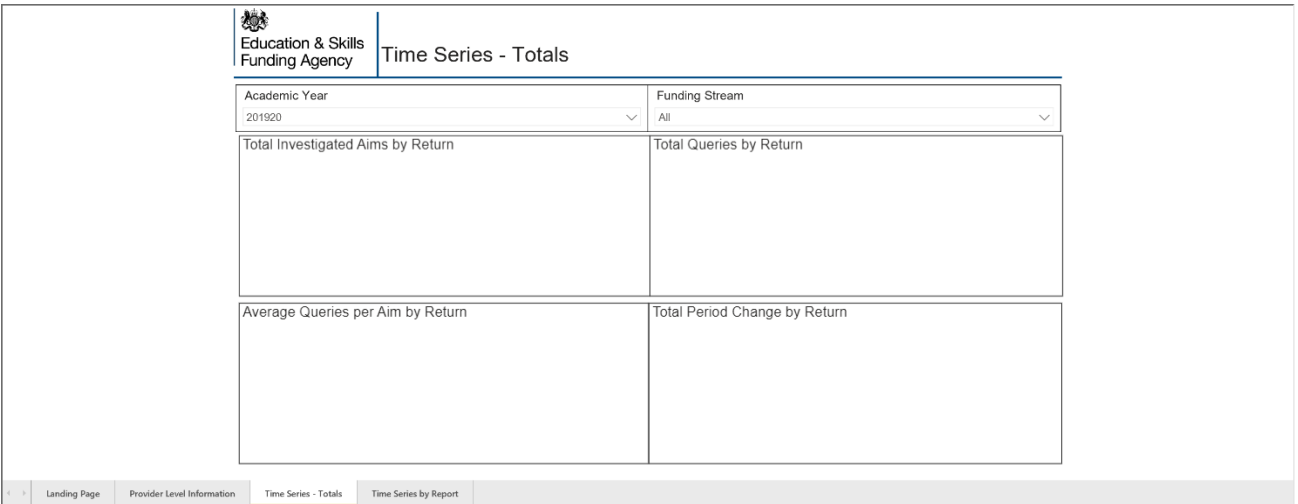 Education & Skills
Funding Agency
Time Series - Totals
Academic Year
Funding Stream
201920
All
Total Investigated Aims by Return
Total Queries by Return
Average Queries per Aim by Return
Total Period Change by Return
Landing Page
Provider Level Information
Time Series - Totals
Time Series by Report